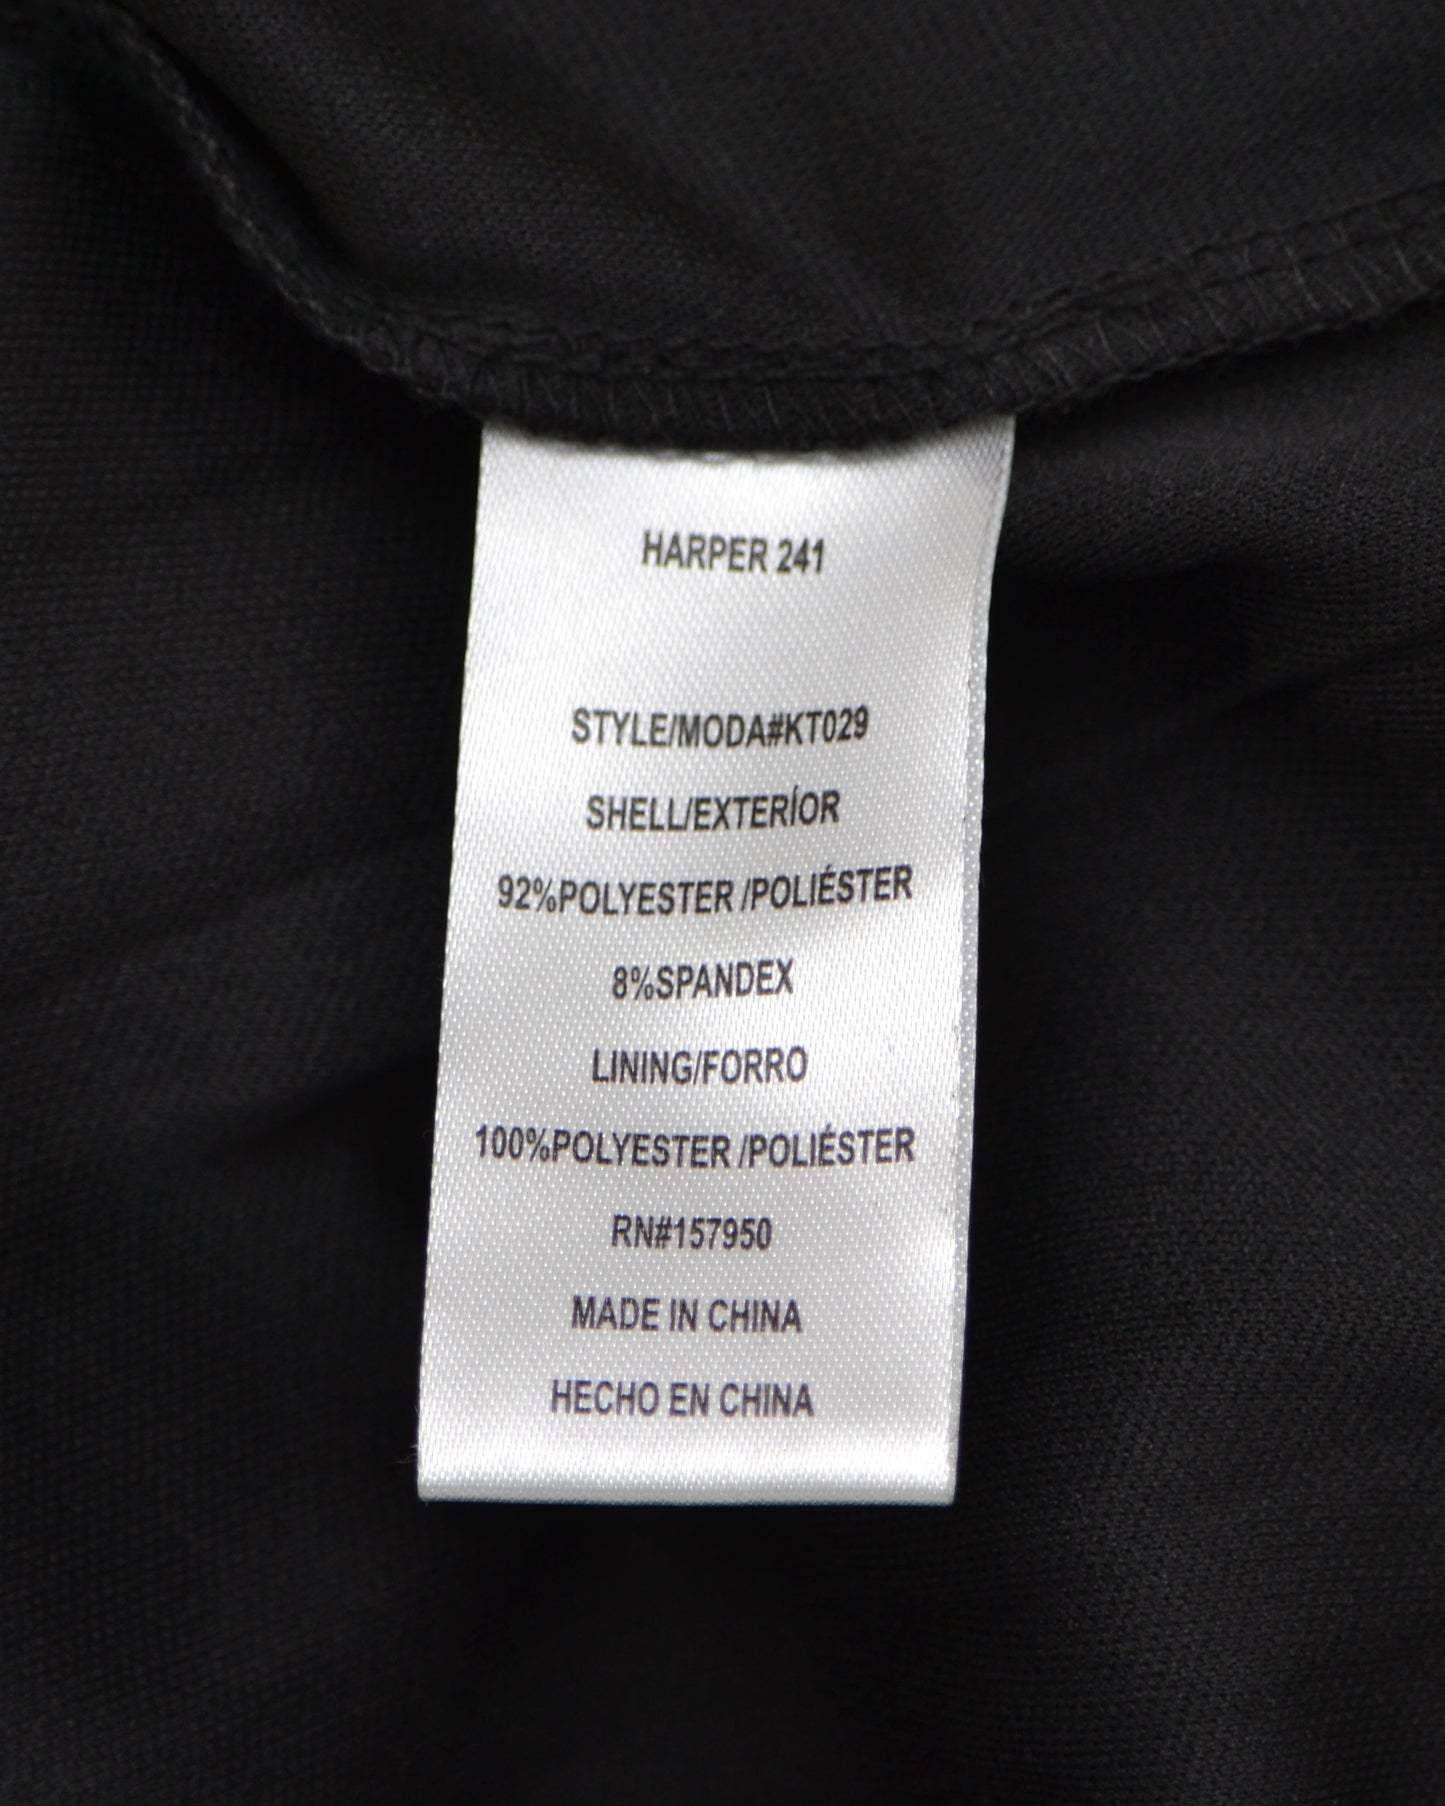 HARPER 241
STYLE/MODA#KT029
SHELL/EXTERÍOR
92%POLYESTER /POLIÉSTER
8%SPANDEX
LINING/FORRO
100%POLYESTER /POLIÉSTER
RN#157950
MADE IN CHINA
HECHO EN CHINA